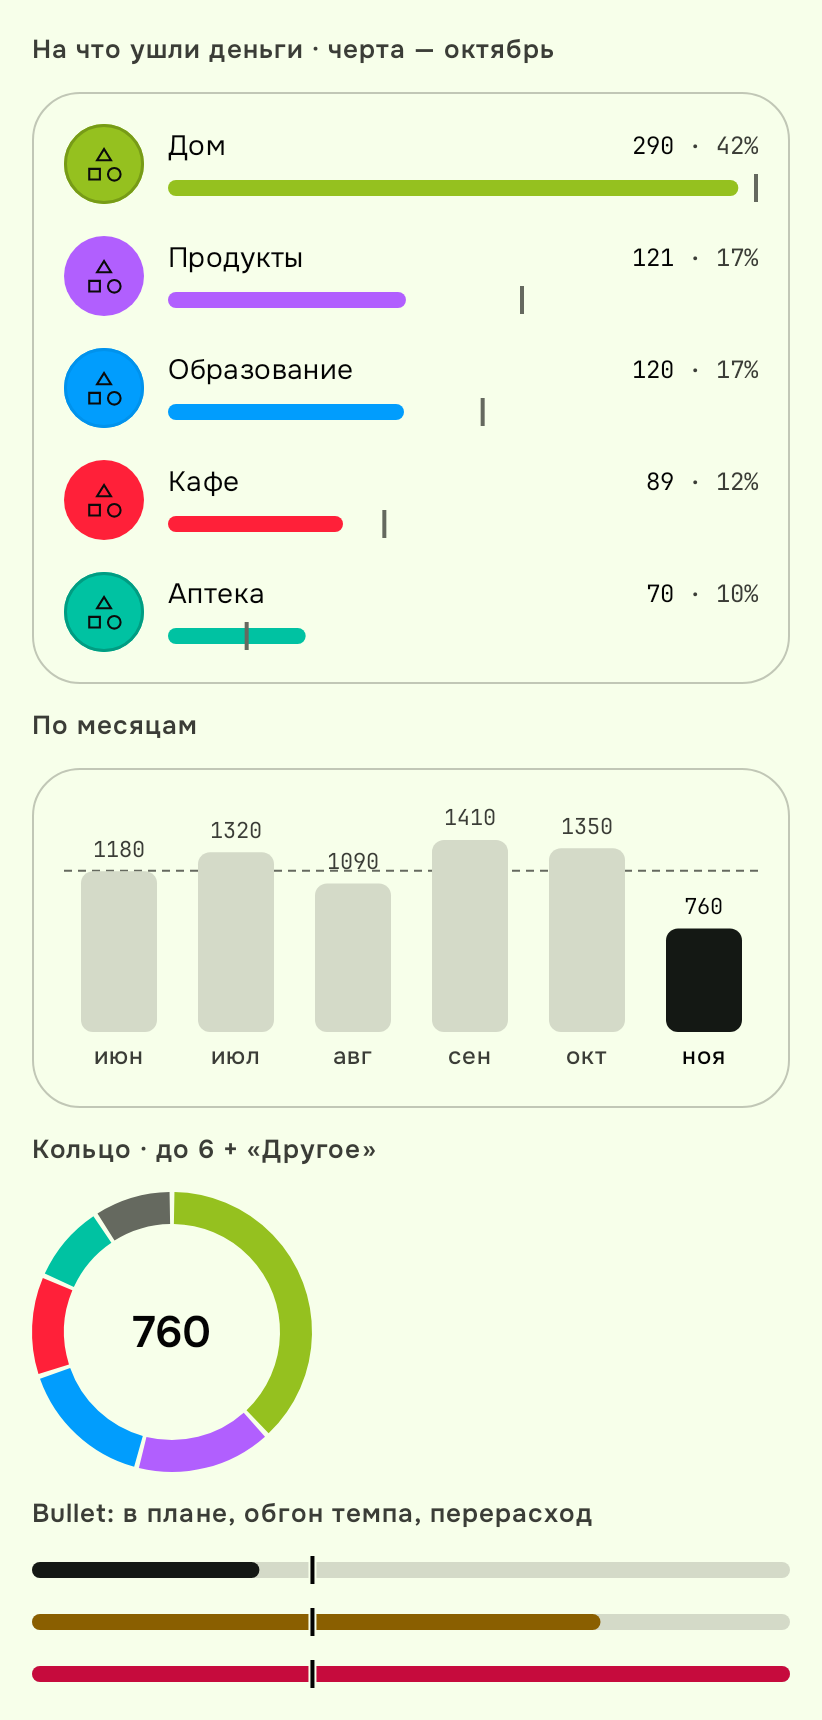 На что ушли деньги · черта — октябрь
Дом 290 · 42%
Продукты 121 · 17%
Образование 120 · 17%
Кафе 89 · 12%
Аптека 70 · 10%
По месяцам
1180 1320 1090 1410 1350 760
июн июл авг сен окт ноя
Кольцо · до 6 + «Другое»
760
Bullet: в плане, обгон темпа, перерасход